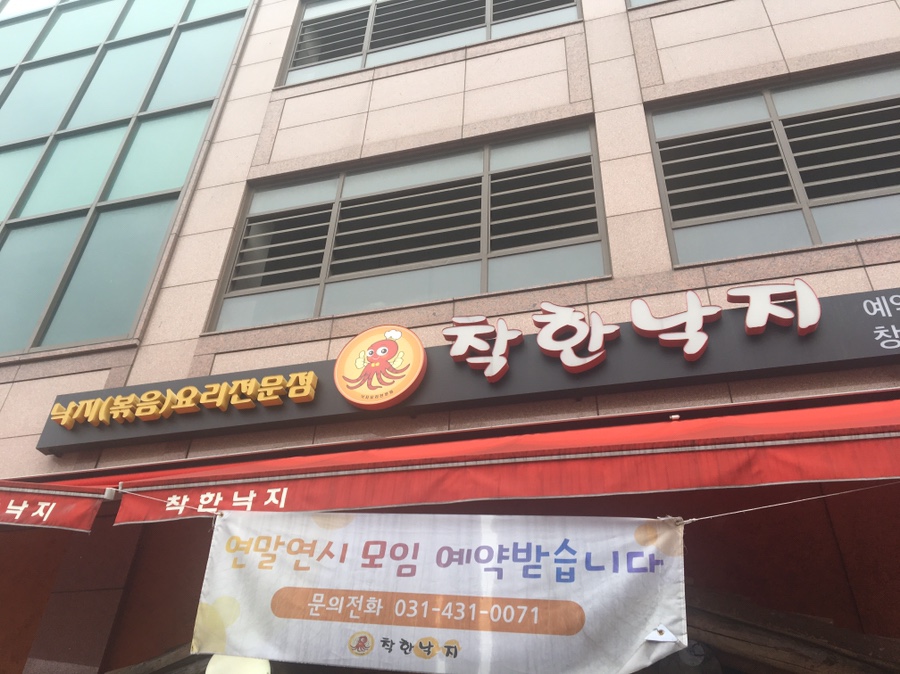 낙지(볶음)요리전문점
착한낙지
착한낙지
연말연시 모임 예약받습니다
문의전화 031-431-0071
착한낙지